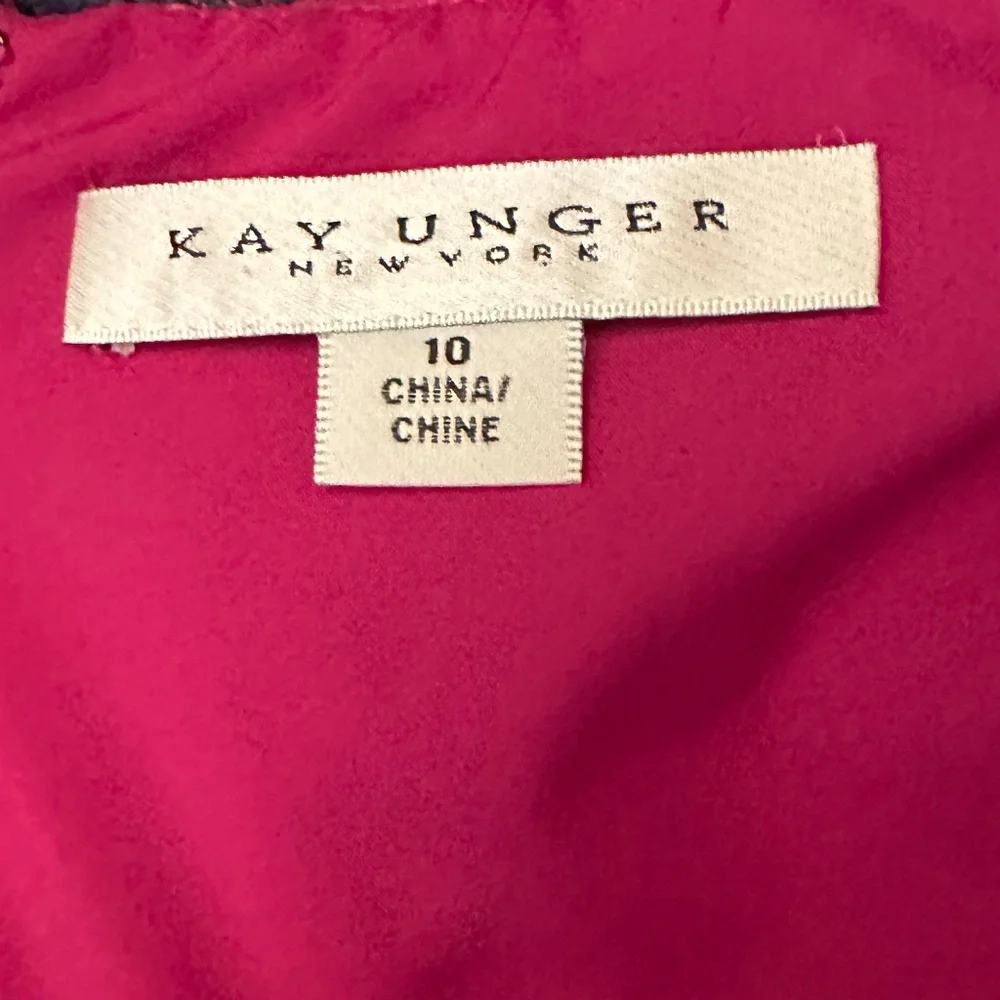 KAY UNGER
NEW YORK
10
CHINA/
CHINE